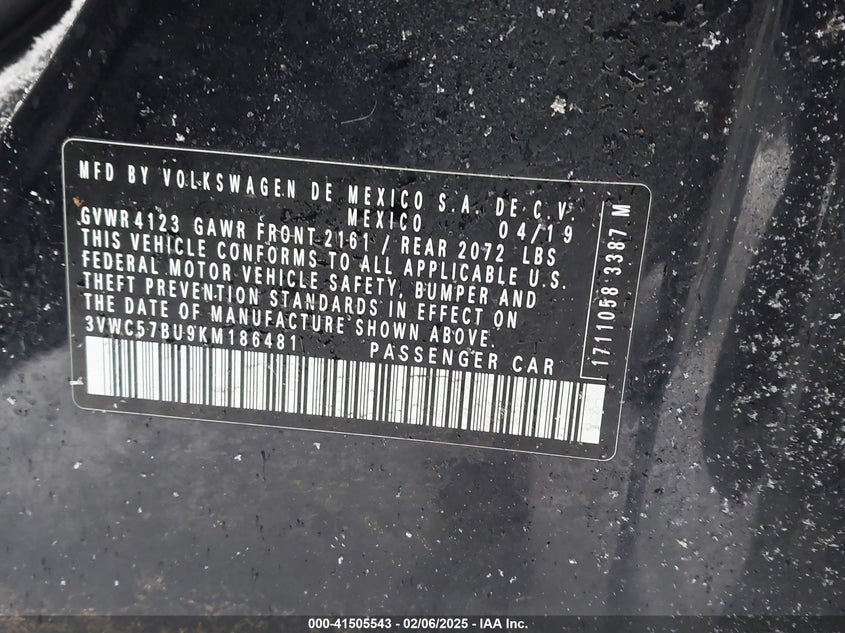 MFD BY VOLKSWAGEN DE MEXICO S.A. DE C.V.
MEXICO 04/19
GVWR4123 GAWR FRONT 2161 / REAR 2072 LBS
THIS VEHICLE CONFORMS TO ALL APPLICABLE U.S.
FEDERAL MOTOR VEHICLE SAFETY, BUMPER AND
THEFT PREVENTION STANDARDS IN EFFECT ON
THE DATE OF MANUFACTURE SHOWN ABOVE.
3VWC57BU9KM186481 PASSENGER CAR
1711058 3387 M
000-41505543 - 02/06/2025 - IAA Inc.